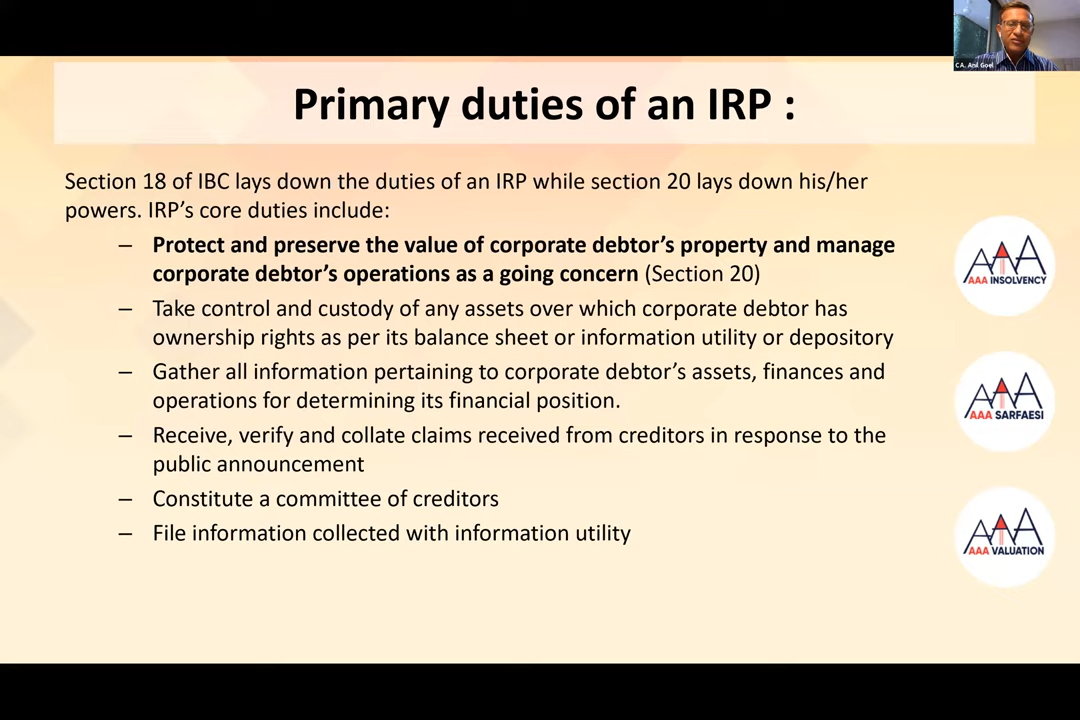 C.A. Anil Goel
Primary duties of an IRP :
Section 18 of IBC lays down the duties of an IRP while section 20 lays down his/her
powers. IRP’s core duties include:
– Protect and preserve the value of corporate debtor’s property and manage
corporate debtor’s operations as a going concern (Section 20)
– Take control and custody of any assets over which corporate debtor has
ownership rights as per its balance sheet or information utility or depository
– Gather all information pertaining to corporate debtor’s assets, finances and
operations for determining its financial position.
– Receive, verify and collate claims received from creditors in response to the
public announcement
– Constitute a committee of creditors
– File information collected with information utility
AAA
AAA INSOLVENCY
AAA
AAA SARFAESI
AAA
AAA VALUATION